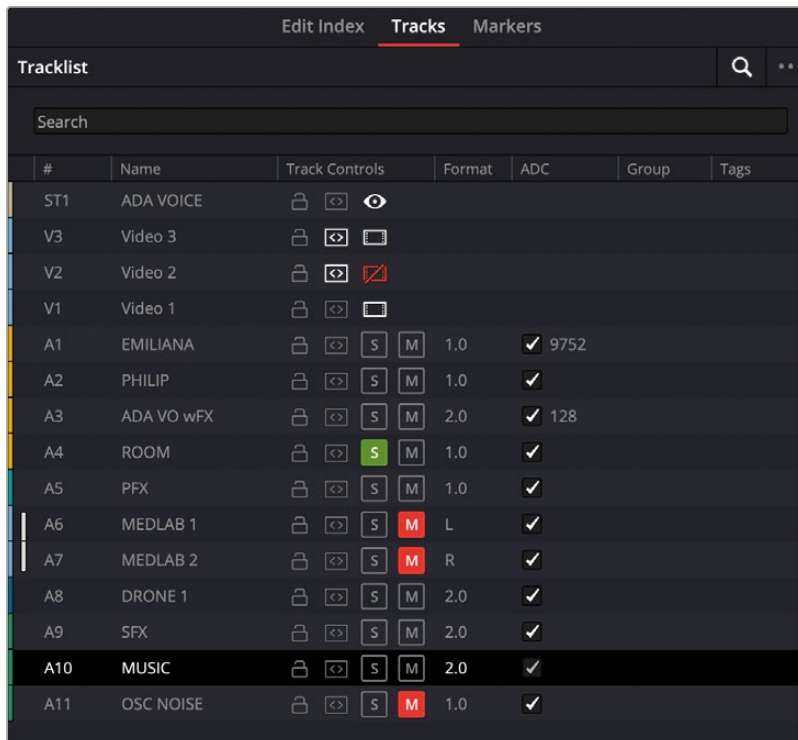 Edit Index Tracks Markers
Tracklist
Search
# Name Track Controls Format ADC Group Tags
ST1 ADA VOICE
V3 Video 3
V2 Video 2
V1 Video 1
A1 EMILIANA S M 1.0 9752
A2 PHILIP S M 1.0
A3 ADA VO wFX S M 2.0 128
A4 ROOM S M 1.0
A5 PFX S M 1.0
A6 MEDLAB 1 S M L
A7 MEDLAB 2 S M R
A8 DRONE 1 S M 2.0
A9 SFX S M 2.0
A10 MUSIC S M 2.0
A11 OSC NOISE S M 1.0